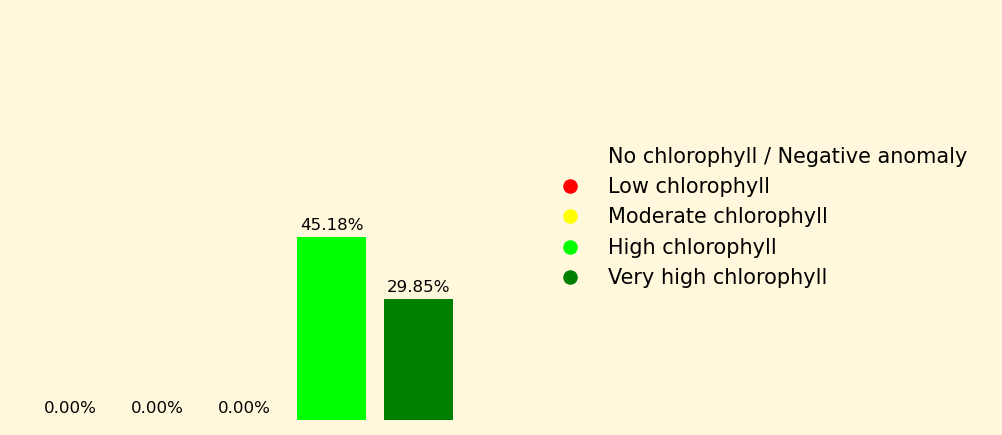 No chlorophyll / Negative anomaly
Low chlorophyll
Moderate chlorophyll
High chlorophyll
Very high chlorophyll
45.18%
29.85%
0.00% 0.00% 0.00%